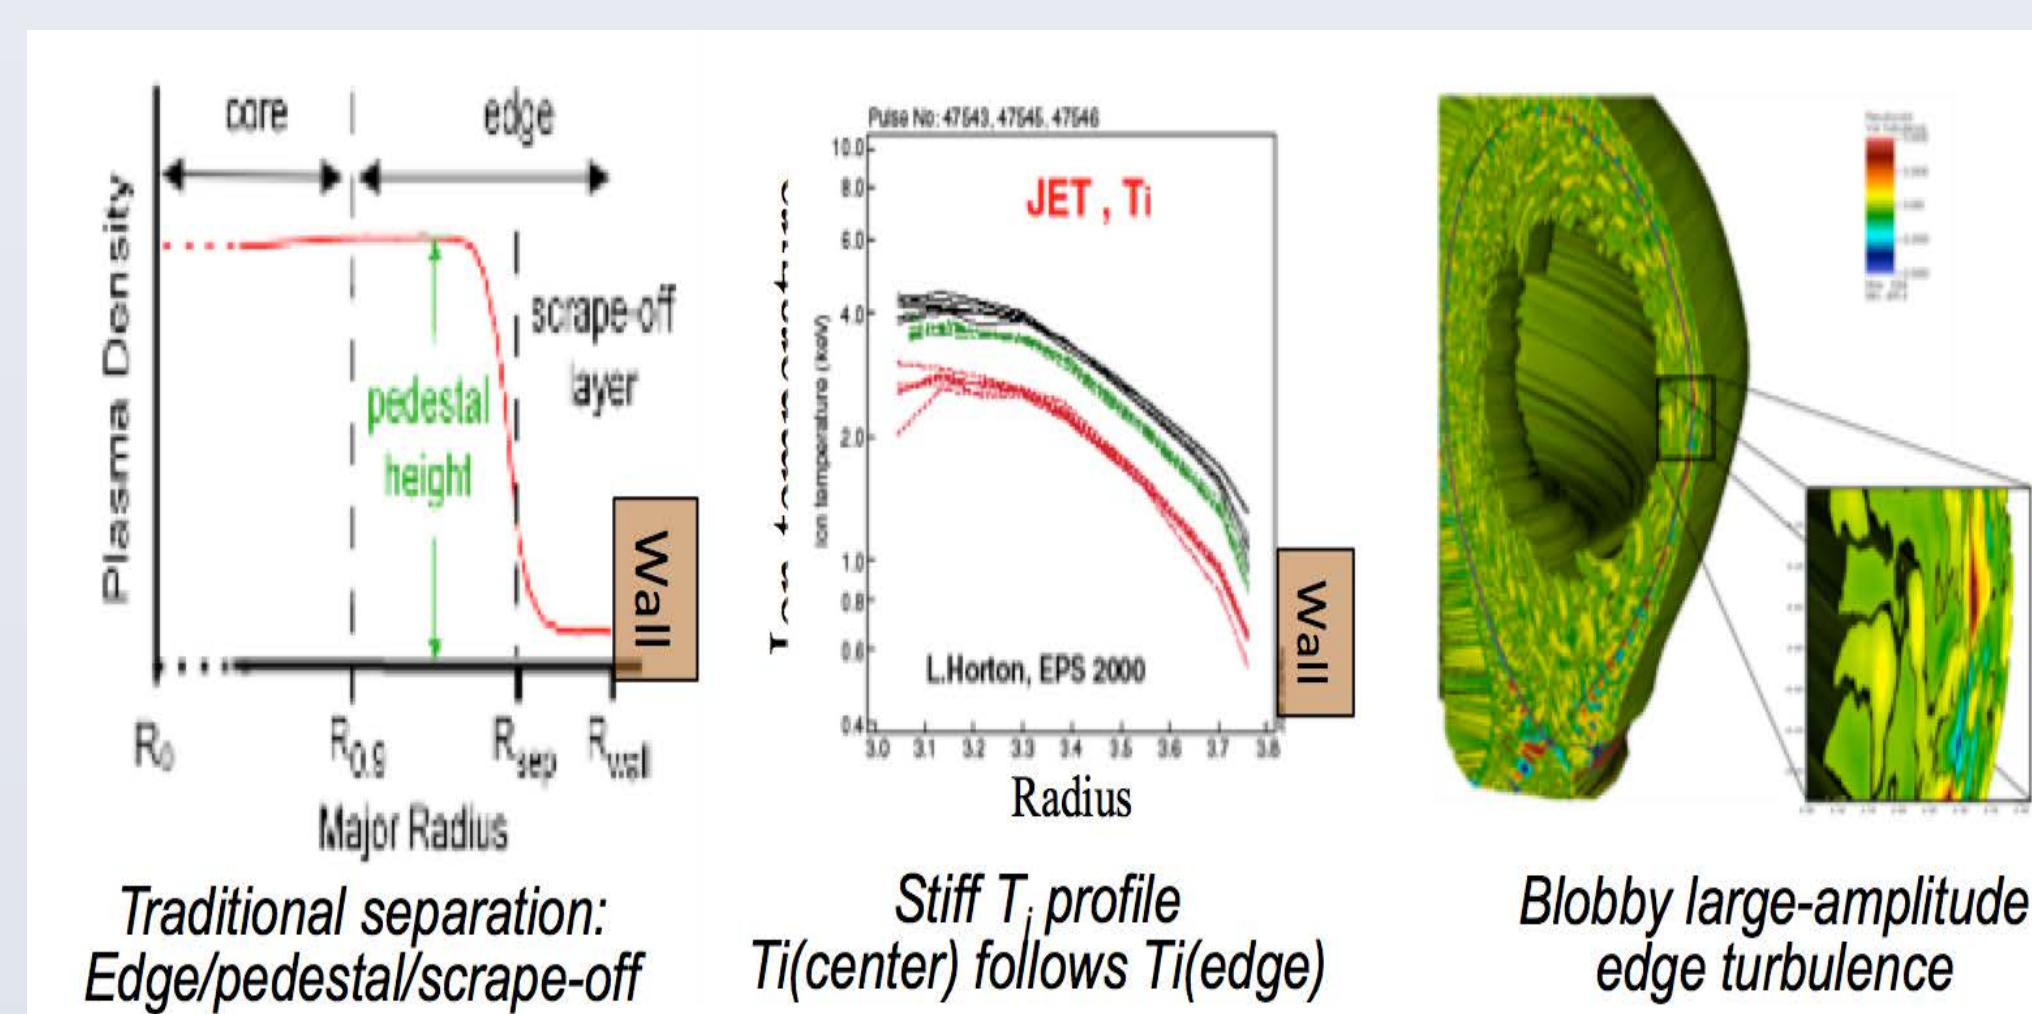 core
edge
Plasma Density
scrape-off
layer
pedestal
height
Wall
R0
R0.9
Rsep
Rwall
Major Radius
Traditional separation:
Edge/pedestal/scrape-off
Pulse No: 47543, 47545, 47546
Ion temperature
Ion temperature (keV)
10.0
8.0
6.0
4.0
2.0
1.0
0.8
0.6
0.4
JET , Ti
L.Horton, EPS 2000
Wall
3.0 3.1 3.2 3.3 3.4 3.5 3.6 3.7 3.8
Radius
Stiff Ti profile
Ti(center) follows Ti(edge)
Blobby large-amplitude
edge turbulence